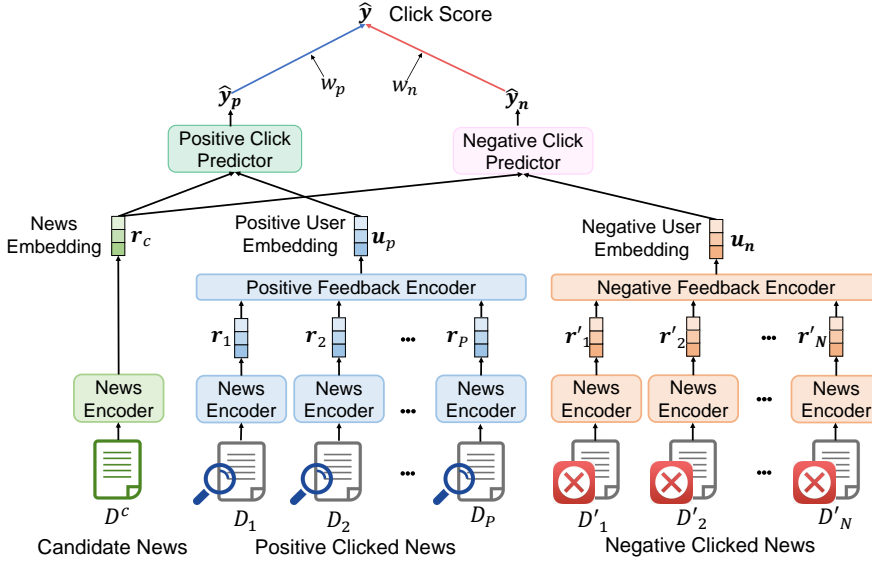 ŷ Click Score
w_p w_n
ŷ_p ŷ_n
Positive Click
Predictor
Negative Click
Predictor
News
Embedding
r_c
Positive User
Embedding
u_p
Negative User
Embedding
u_n
Positive Feedback Encoder
Negative Feedback Encoder
r_1 r_2 ... r_P r'_1 r'_2 ... r'_N
News
Encoder
News
Encoder
News
Encoder
...
News
Encoder
News
Encoder
News
Encoder
...
News
Encoder
... ...
D^c D_1 D_2 D_P D'_1 D'_2 D'_N
Candidate News
Positive Clicked News
Negative Clicked News